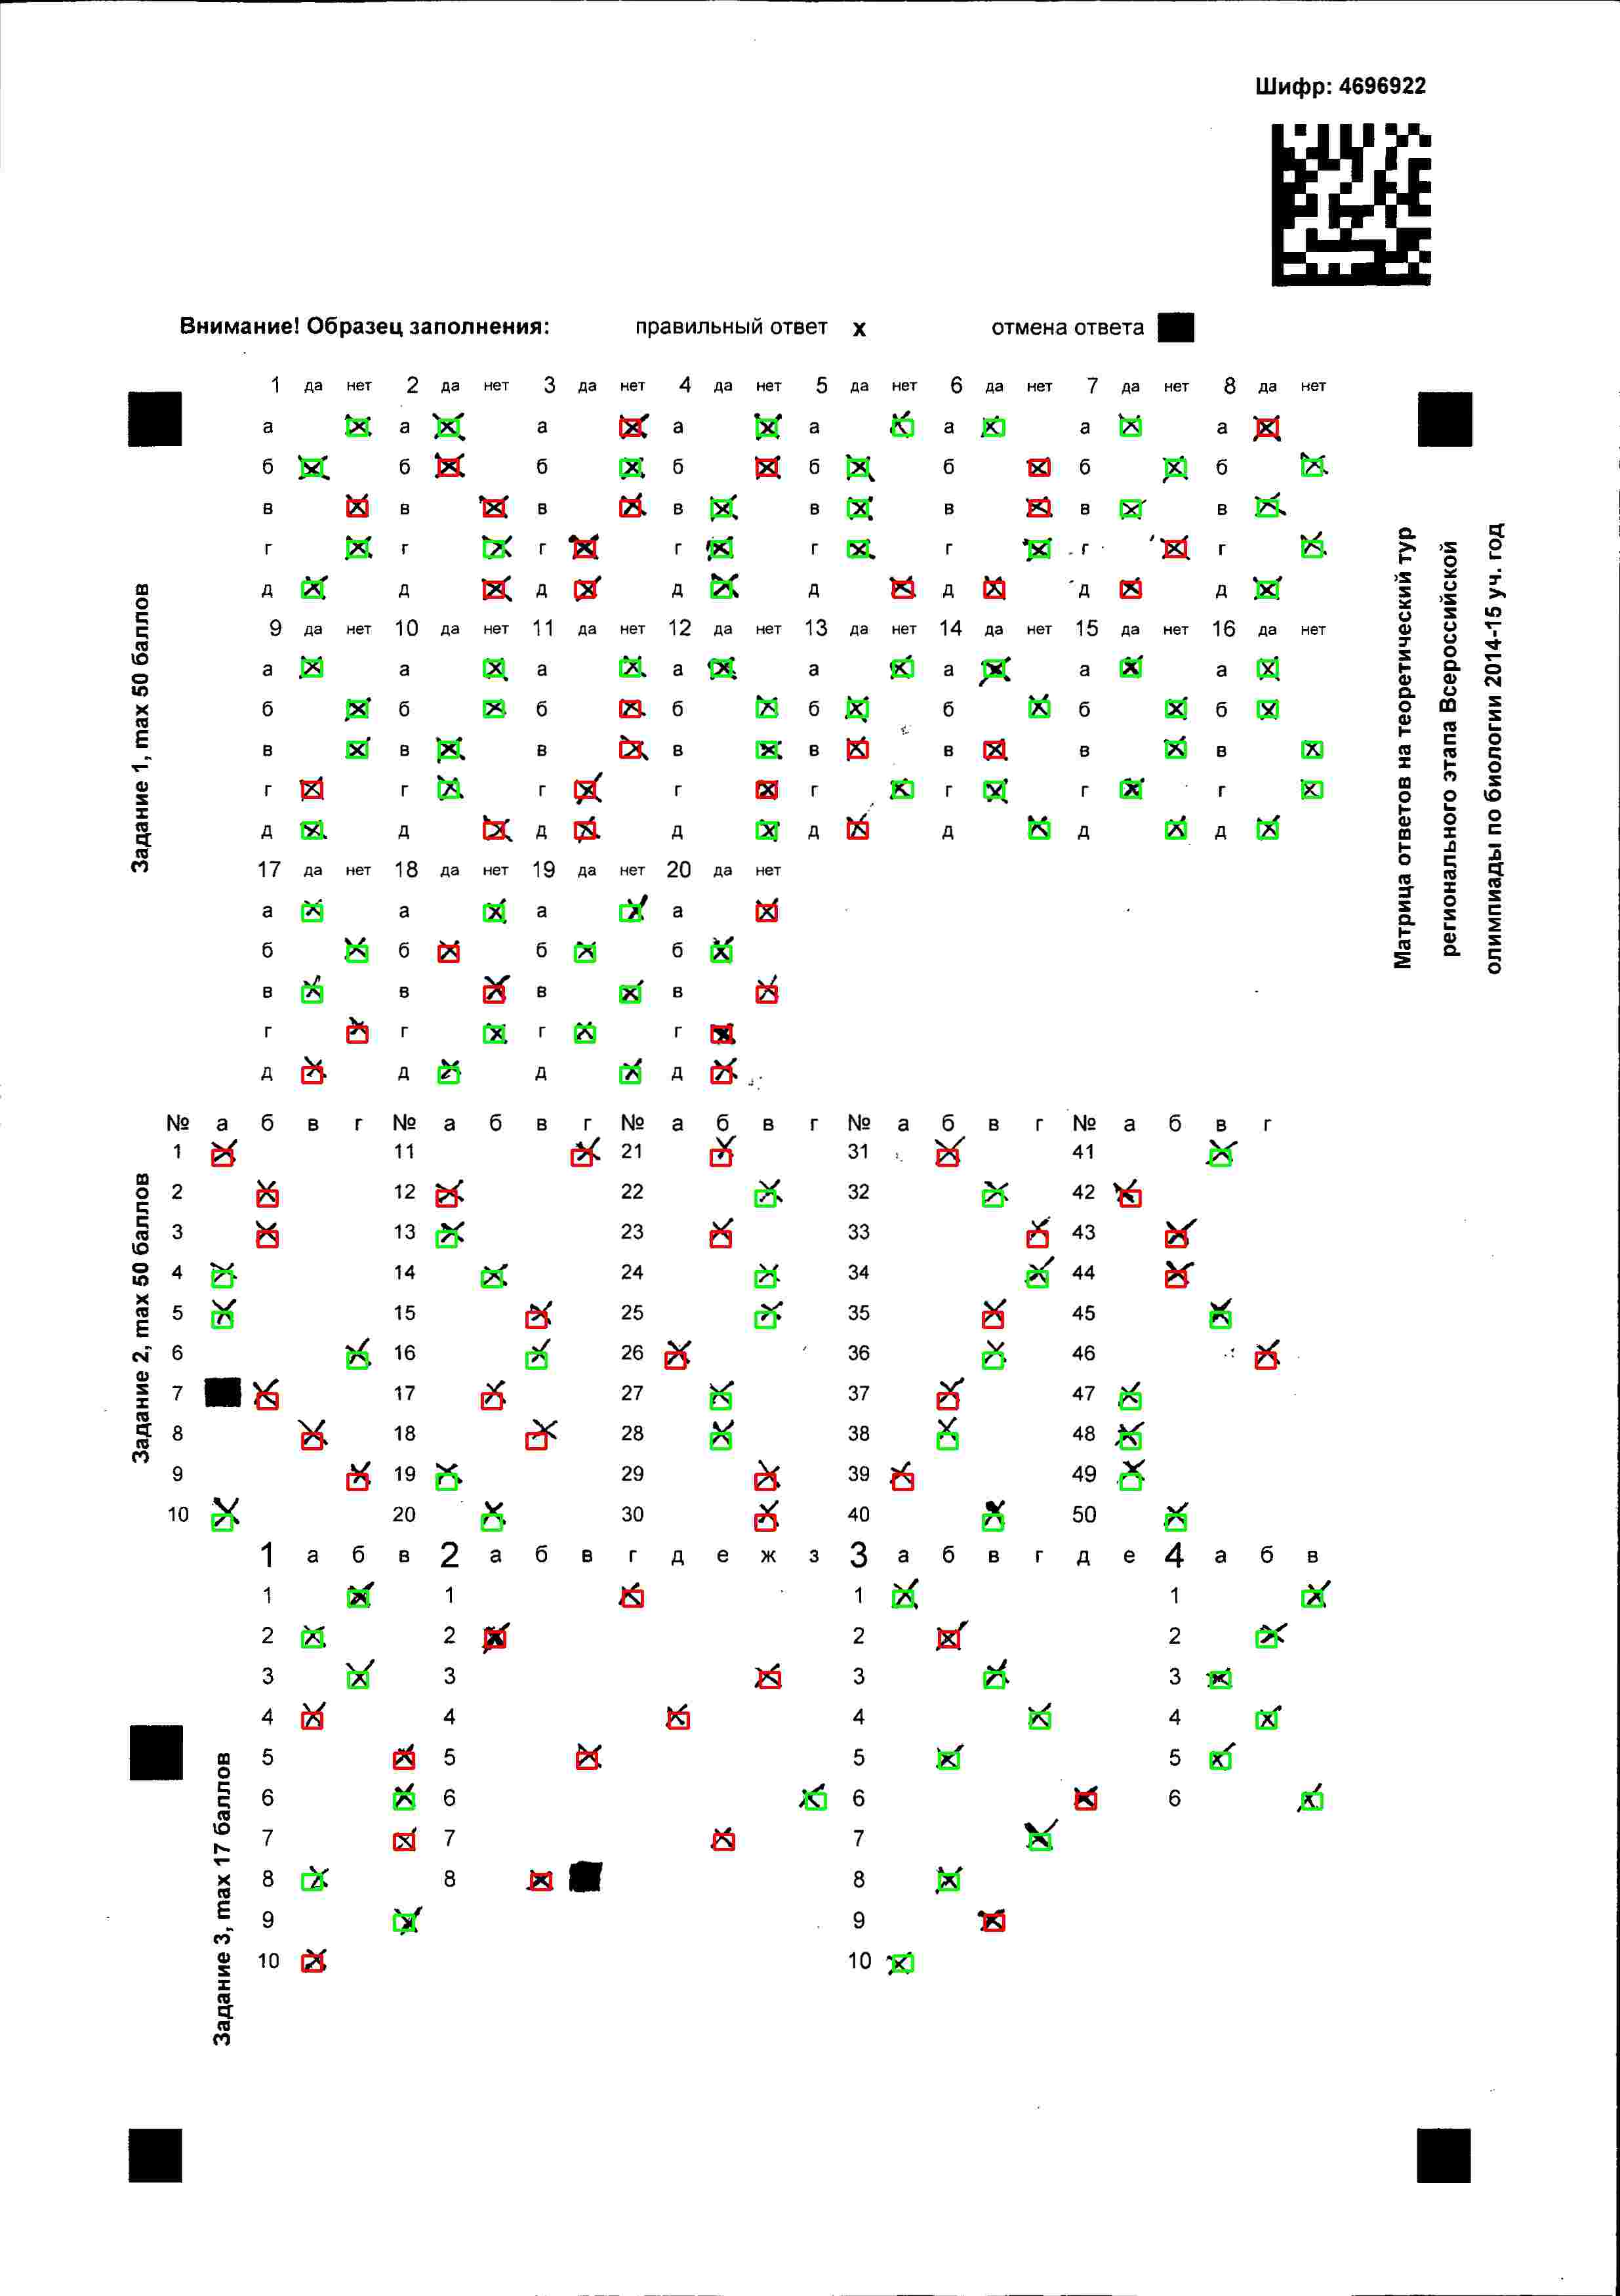 Шифр: 4696922
Внимание! Образец заполнения: правильный ответ х отмена ответа
Задание 1, max 50 баллов
1 да нет 2 да нет 3 да нет 4 да нет 5 да нет 6 да нет 7 да нет 8 да нет
а а а а а а а а
б б б б б б б б
в в в в в в в в
г г г г г г г г
д д д д д д д д
9 да нет 10 да нет 11 да нет 12 да нет 13 да нет 14 да нет 15 да нет 16 да нет
а а а а а а а а
б б б б б б б б
в в в в в в в в
г г г г г г г г
д д д д д д д д
17 да нет 18 да нет 19 да нет 20 да нет
а а а а
б б б б
в в в в
г г г г
д д д д
Матрица ответов на теоретический тур
регионального этапа Всероссийской
олимпиады по биологии 2014-15 уч. год
Задание 2, max 50 баллов
№ а б в г № а б в г № а б в г № а б в г № а б в г
1 11 21 31 41
2 12 22 32 42
3 13 23 33 43
4 14 24 34 44
5 15 25 35 45
6 16 26 36 46
7 17 27 37 47
8 18 28 38 48
9 19 29 39 49
10 20 30 40 50
Задание 3, max 17 баллов
1 а б в 2 а б в г д е ж з 3 а б в г д е 4 а б в
1 1 1 1
2 2 2 2
3 3 3 3
4 4 4 4
5 5 5 5
6 6 6 6
7 7 7
8 8 8
9 9
10 10